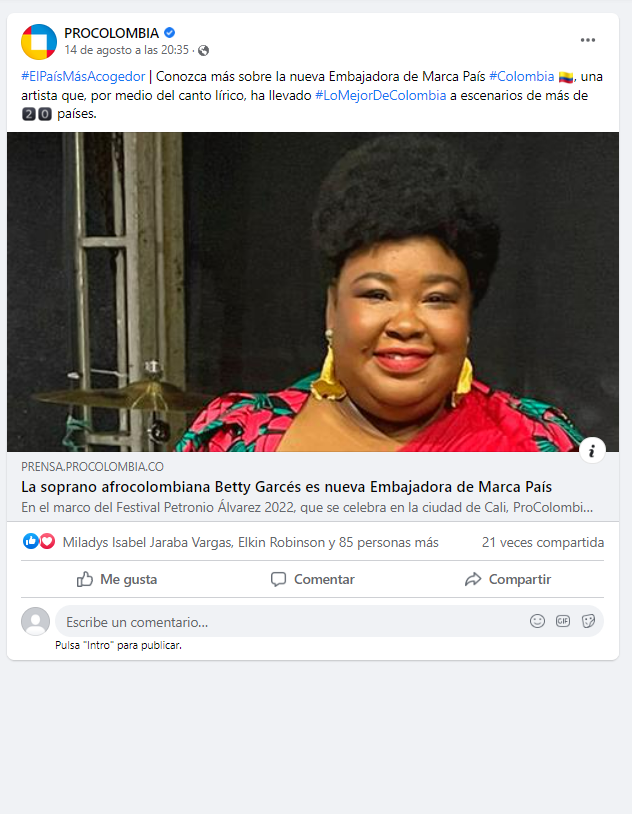 PROCOLOMBIA
14 de agosto a las 20:35 ·
#ElPaísMásAcogedor | Conozca más sobre la nueva Embajadora de Marca País #Colombia 🇨🇴, una
artista que, por medio del canto lírico, ha llevado #LoMejorDeColombia a escenarios de más de
2 0 países.
i
PRENSA.PROCOLOMBIA.CO
La soprano afrocolombiana Betty Garcés es nueva Embajadora de Marca País
En el marco del Festival Petronio Álvarez 2022, que se celebra en la ciudad de Cali, ProColombi...
Miladys Isabel Jaraba Vargas, Elkin Robinson y 85 personas más 21 veces compartida
Me gusta Comentar Compartir
Escribe un comentario... GIF
Pulsa "Intro" para publicar.